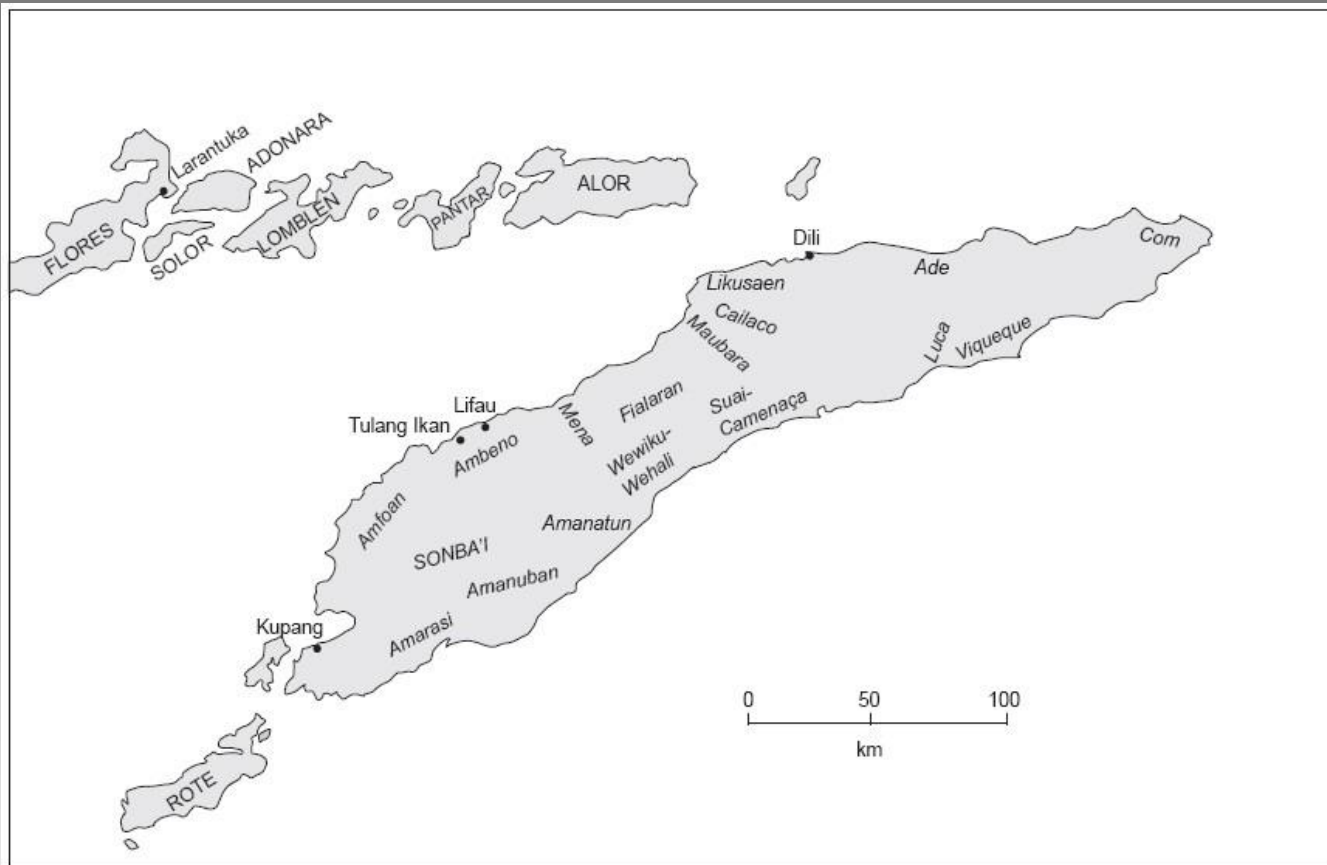 Larantuka
ADONARA
FLORES
SOLOR
LOMBLEN
PANTAR
ALOR
Dili
Com
Ade
Likusaen
Cailaco
Maubara
Luca
Viqueque
Fialaran
Suai-
Camenaça
Mena
Lifau
Tulang Ikan
Ambeno
Wewiku-
Wehali
Amfoan
Amanatun
SONBA'I
Amanuban
Amarasi
Kupang
ROTE
0 50 100
km